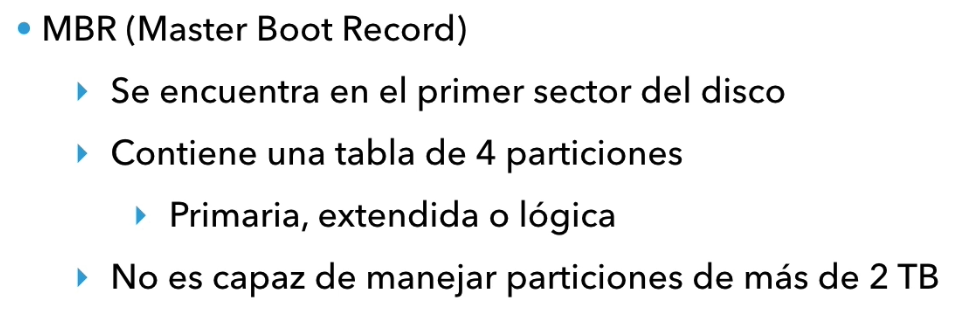 • MBR (Master Boot Record)
‣ Se encuentra en el primer sector del disco
‣ Contiene una tabla de 4 particiones
‣ Primaria, extendida o lógica
‣ No es capaz de manejar particiones de más de 2 TB